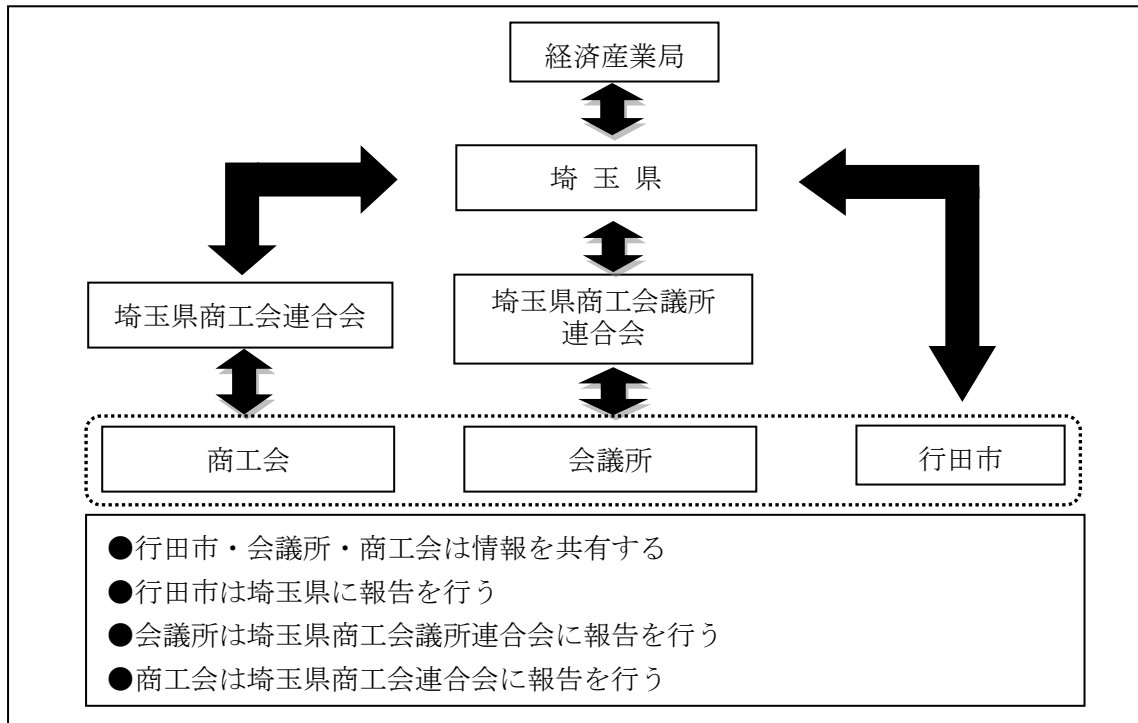 経済産業局
埼 玉 県
埼玉県商工会連合会
埼玉県商工会議所
連合会
商工会
会議所
行田市
●行田市・会議所・商工会は情報を共有する
●行田市は埼玉県に報告を行う
●会議所は埼玉県商工会議所連合会に報告を行う
●商工会は埼玉県商工会連合会に報告を行う